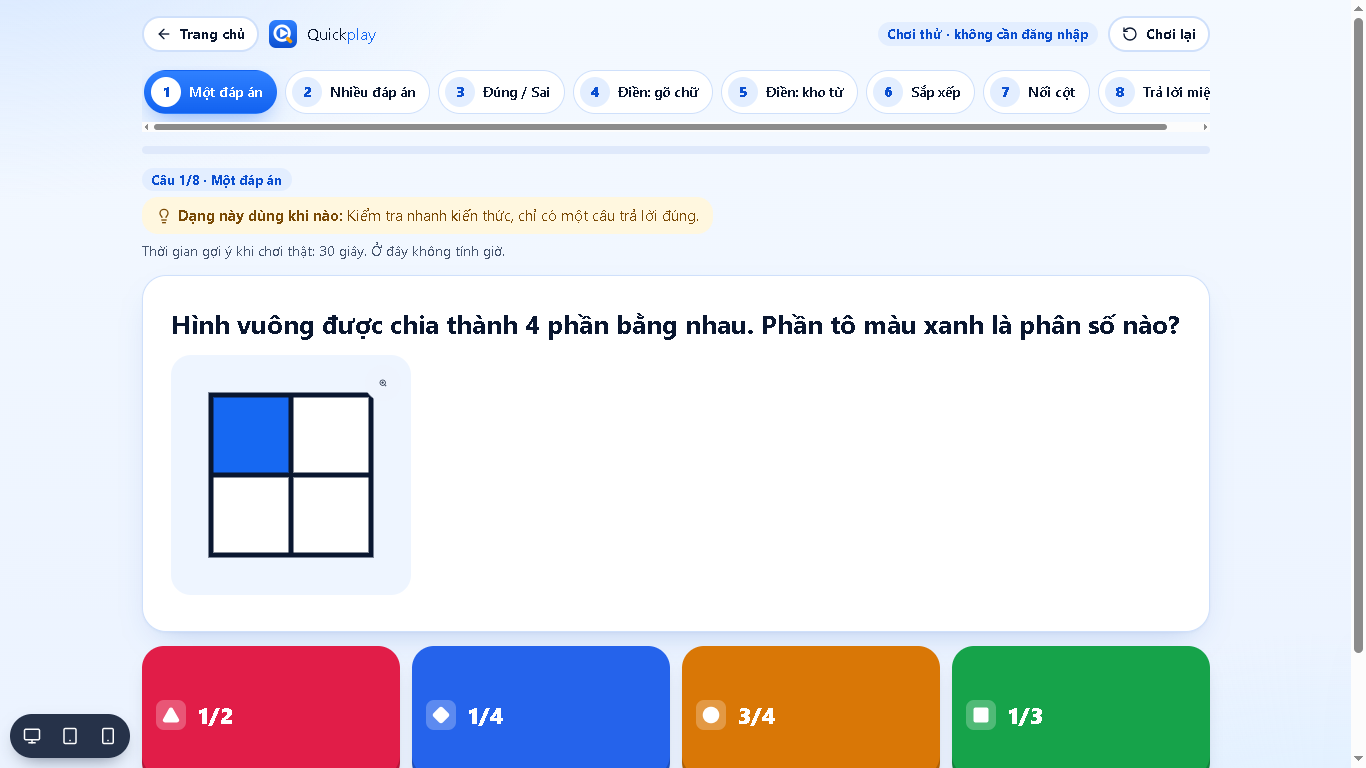 Trang chủ
Quickplay
Chơi thử · không cần đăng nhập
Chơi lại
1 Một đáp án
2 Nhiều đáp án
3 Đúng / Sai
4 Điền: gõ chữ
5 Điền: kho từ
6 Sắp xếp
7 Nối cột
8 Trả lời
Câu 1/8 · Một đáp án
Dạng này dùng khi nào: Kiểm tra nhanh kiến thức, chỉ có một câu trả lời đúng.
Thời gian gợi ý khi chơi thật: 30 giây. Ở đây không tính giờ.
Hình vuông được chia thành 4 phần bằng nhau. Phần tô màu xanh là phân số nào?
1/2
1/4
3/4
1/3